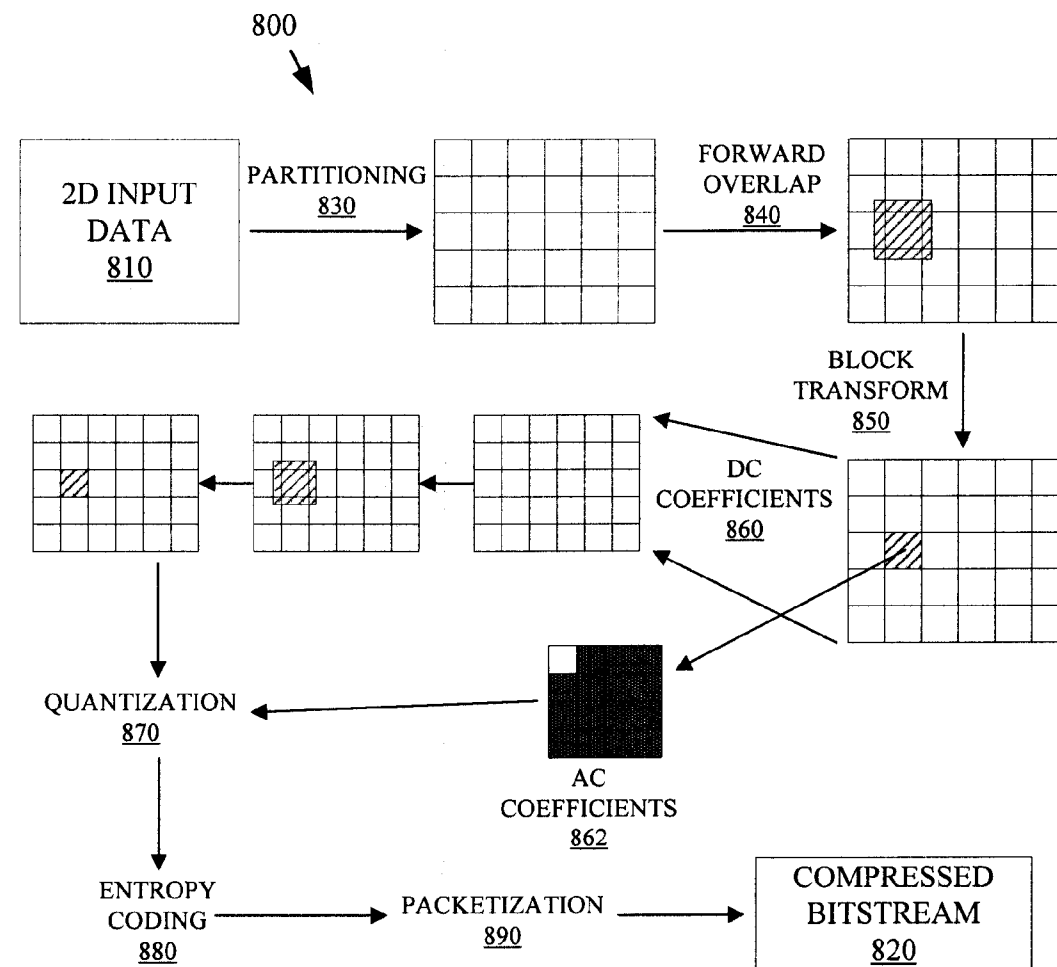 800
2D INPUT
DATA
810
PARTITIONING
830
FORWARD
OVERLAP
840
BLOCK
TRANSFORM
850
DC
COEFFICIENTS
860
QUANTIZATION
870
AC
COEFFICIENTS
862
ENTROPY
CODING
880
PACKETIZATION
890
COMPRESSED
BITSTREAM
820